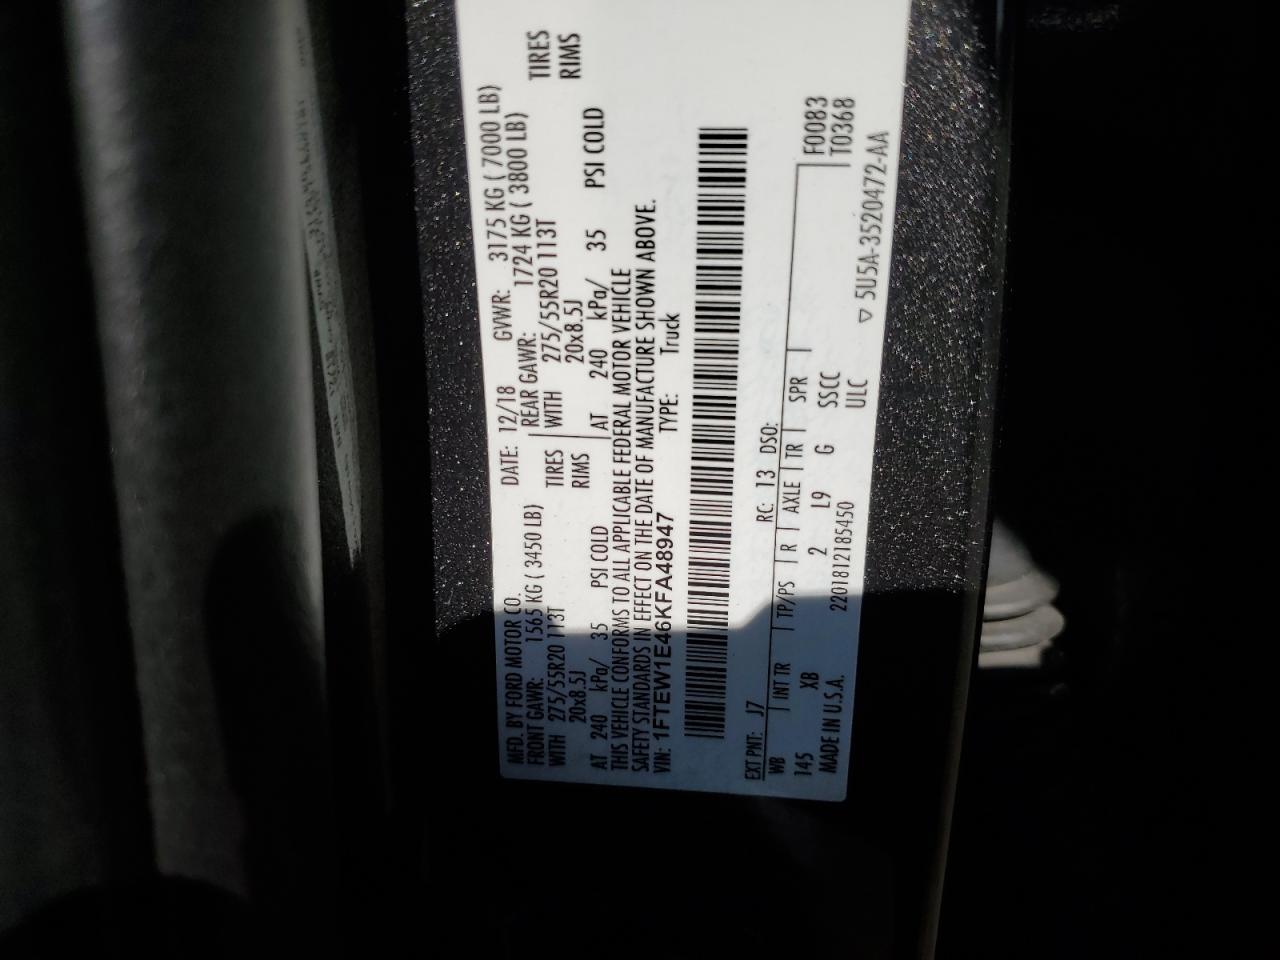 MFD. BY FORD MOTOR CO. DATE: 12/18 GVWR: 3175 KG ( 7000 LB)
FRONT GAWR: 1565 KG ( 3450 LB) REAR GAWR: 1724 KG ( 3800 LB)
WITH 275/55R20 113T TIRES WITH 275/55R20 113T TIRES
20x8.5J RIMS 20x8.5J RIMS
AT 240 kPa/ 35 PSI COLD AT 240 kPa/ 35 PSI COLD
THIS VEHICLE CONFORMS TO ALL APPLICABLE FEDERAL MOTOR VEHICLE
SAFETY STANDARDS IN EFFECT ON THE DATE OF MANUFACTURE SHOWN ABOVE.
VIN: 1FTEW1E46KFA48947 TYPE: Truck
EXT PNT: J7 RC: 13 DSO:
WB INT TR TP/PS R AXLE TR SPR F0083
145 XB 2 L9 G SSCC T0368
MADE IN U.S.A. 2201812185450 ULC
▽ 5U5A-3520472-AA